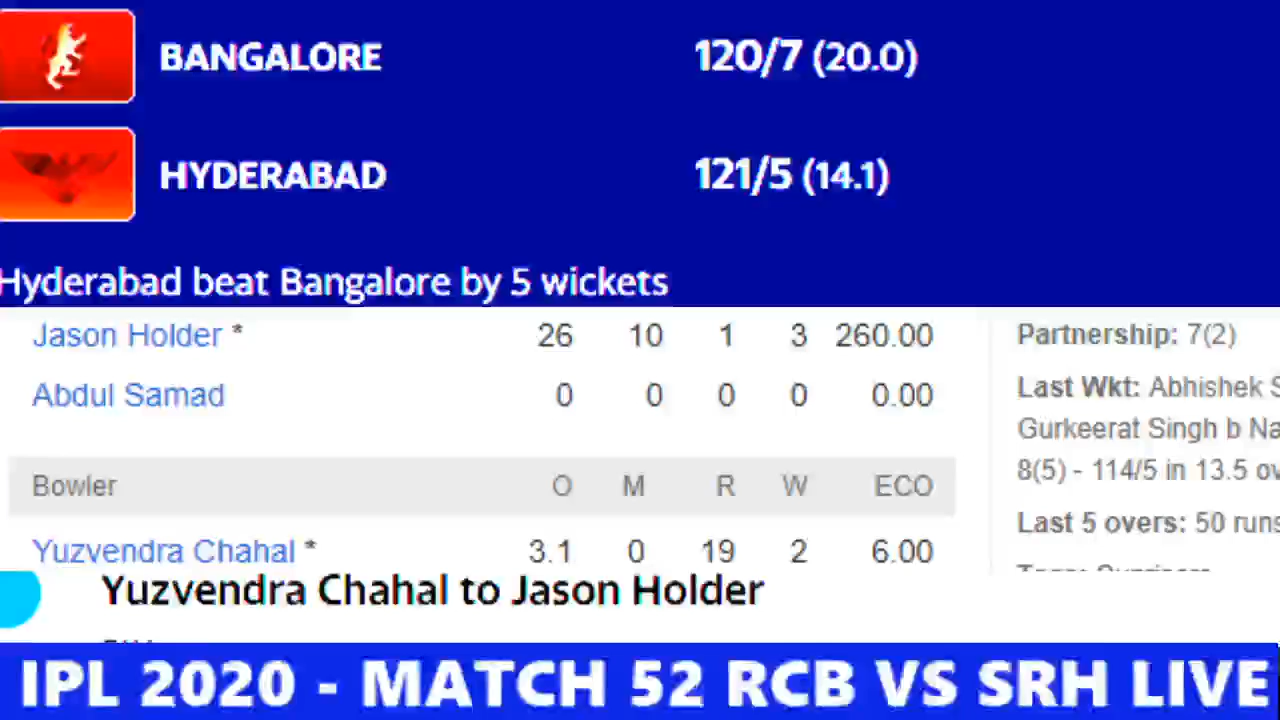 BANGALORE 120/7 (20.0)
HYDERABAD 121/5 (14.1)
Hyderabad beat Bangalore by 5 wickets
Jason Holder * 26 10 1 3 260.00
Abdul Samad 0 0 0 0 0.00
Bowler O M R W ECO
Yuzvendra Chahal * 3.1 0 19 2 6.00
Partnership: 7(2)
Last Wkt: Abhishek S
Gurkeerat Singh b Na
8(5) - 114/5 in 13.5 ov
Last 5 overs: 50 runs
Yuzvendra Chahal to Jason Holder
IPL 2020 - MATCH 52 RCB VS SRH LIVE